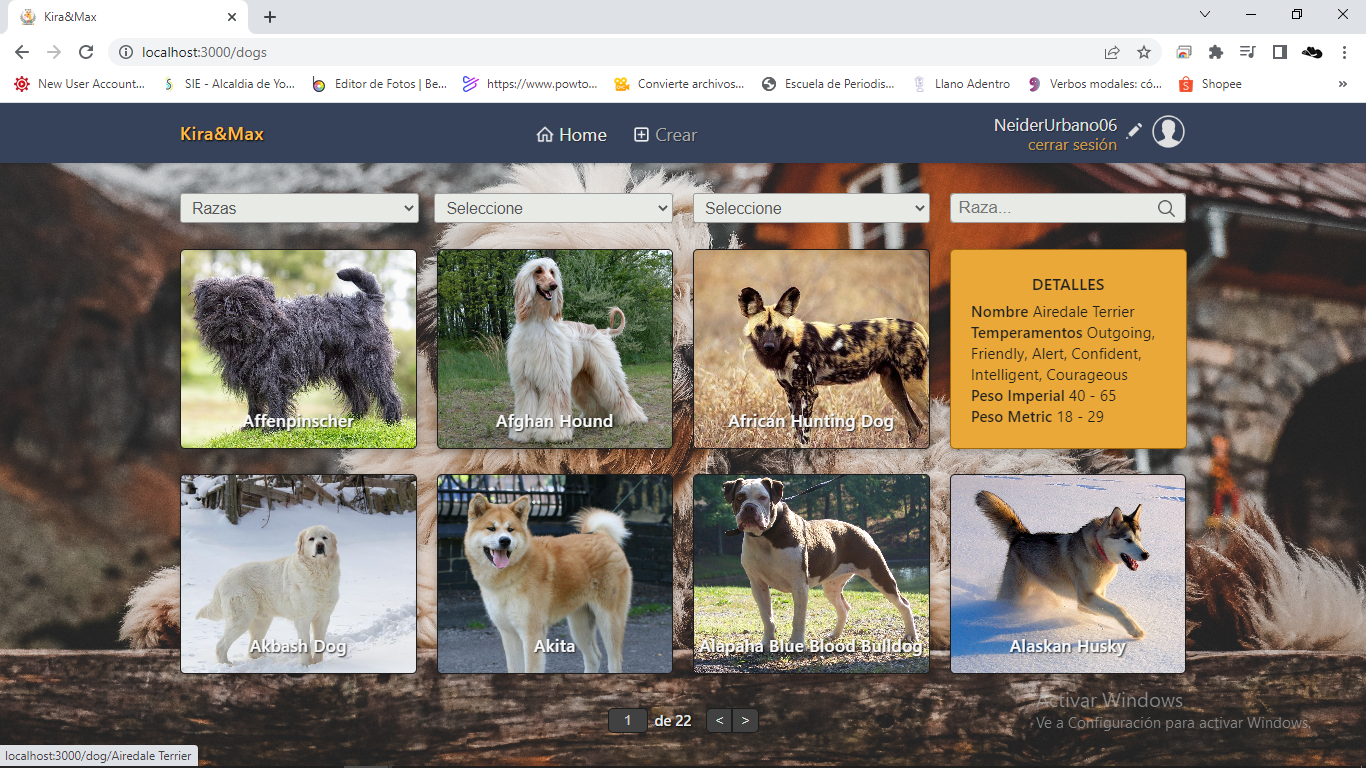 Kira&Max
localhost:3000/dogs
New User Account...
SIE - Alcaldia de Yo...
Editor de Fotos | Be...
https://www.powto...
Convierte archivos...
Escuela de Periodis...
Llano Adentro
Verbos modales: có...
Shopee
»
Kira&Max
Home
Crear
NeiderUrbano06
cerrar sesión
Razas
Seleccione
Seleccione
Raza...
Affenpinscher
Afghan Hound
African Hunting Dog
DETALLES
Nombre Airedale Terrier
Temperamentos Outgoing,
Friendly, Alert, Confident,
Intelligent, Courageous
Peso Imperial 40 - 65
Peso Metric 18 - 29
Akbash Dog
Akita
Alapaha Blue Blood Bulldog
Alaskan Husky
1 de 22 < >
Activar Windows
Ve a Configuración para activar Windows.
localhost:3000/dog/Airedale Terrier